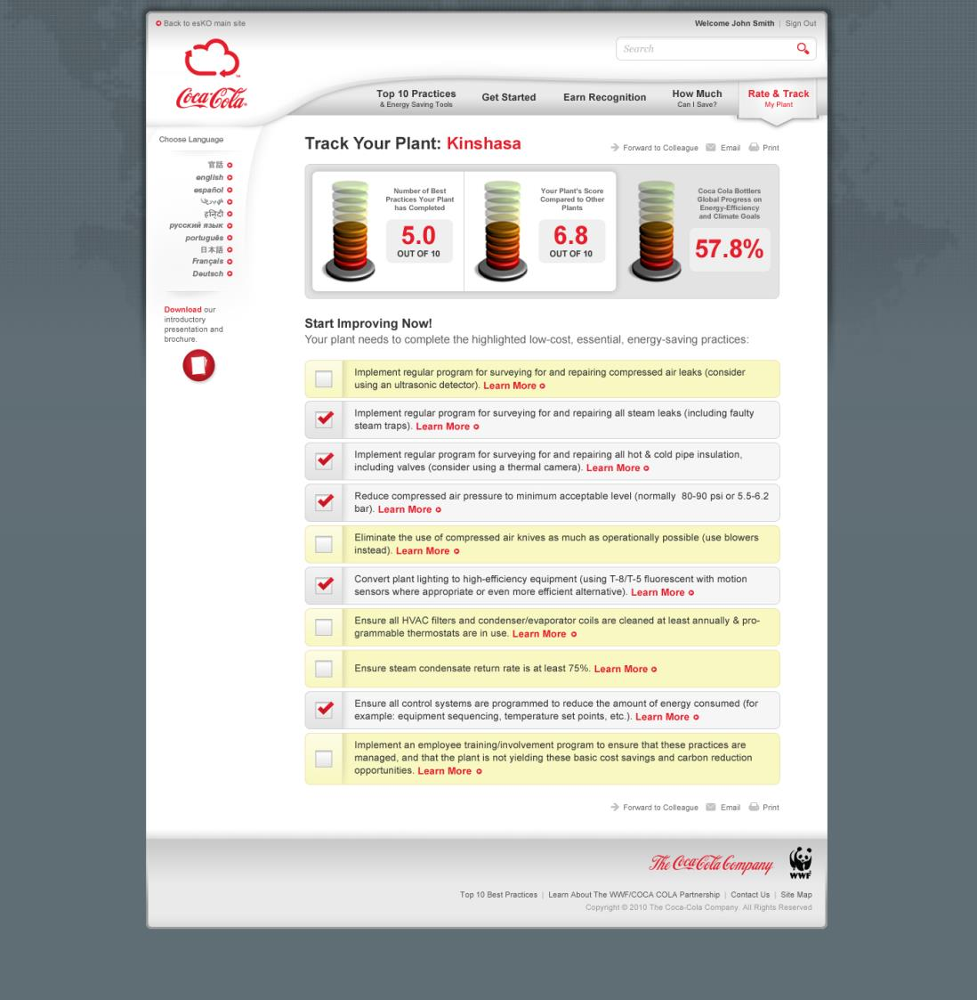 Back to esKO main site
Welcome John Smith | Sign Out
Search
Coca-Cola
Top 10 Practices
& Energy Saving Tools
Get Started
Earn Recognition
How Much
Can I Save?
Rate & Track
My Plant
Choose Language
官話
english
español
हिन्दी
русский язык
português
日本語
Français
Deutsch
Download our
introductory
presentation and
brochure.
Track Your Plant: Kinshasa
Forward to Colleague Email Print
Number of Best
Practices Your Plant
has Completed
5.0
OUT OF 10
Your Plant's Score
Compared to Other
Plants
6.8
OUT OF 10
Coca Cola Bottlers
Global Progress on
Energy-Efficiency
and Climate Goals
57.8%
Start Improving Now!
Your plant needs to complete the highlighted low-cost, essential, energy-saving practices:
Implement regular program for surveying for and repairing compressed air leaks (consider
using an ultrasonic detector). Learn More
Implement regular program for surveying for and repairing all steam leaks (including faulty
steam traps). Learn More
Implement regular program for surveying for and repairing all hot & cold pipe insulation,
including valves (consider using a thermal camera). Learn More
Reduce compressed air pressure to minimum acceptable level (normally 80-90 psi or 5.5-6.2
bar). Learn More
Eliminate the use of compressed air knives as much as operationally possible (use blowers
instead). Learn More
Convert plant lighting to high-efficiency equipment (using T-8/T-5 fluorescent with motion
sensors where appropriate or even more efficient alternative). Learn More
Ensure all HVAC filters and condenser/evaporator coils are cleaned at least annually & pro-
grammable thermostats are in use. Learn More
Ensure steam condensate return rate is at least 75%. Learn More
Ensure all control systems are programmed to reduce the amount of energy consumed (for
example: equipment sequencing, temperature set points, etc.). Learn More
Implement an employee training/involvement program to ensure that these practices are
managed, and that the plant is not yielding these basic cost savings and carbon reduction
opportunities. Learn More
Forward to Colleague Email Print
The Coca-Cola Company
WWF
Top 10 Best Practices | Learn About The WWF/COCA COLA Partnership | Contact Us | Site Map
Copyright © 2010 The Coca-Cola Company. All Rights Reserved